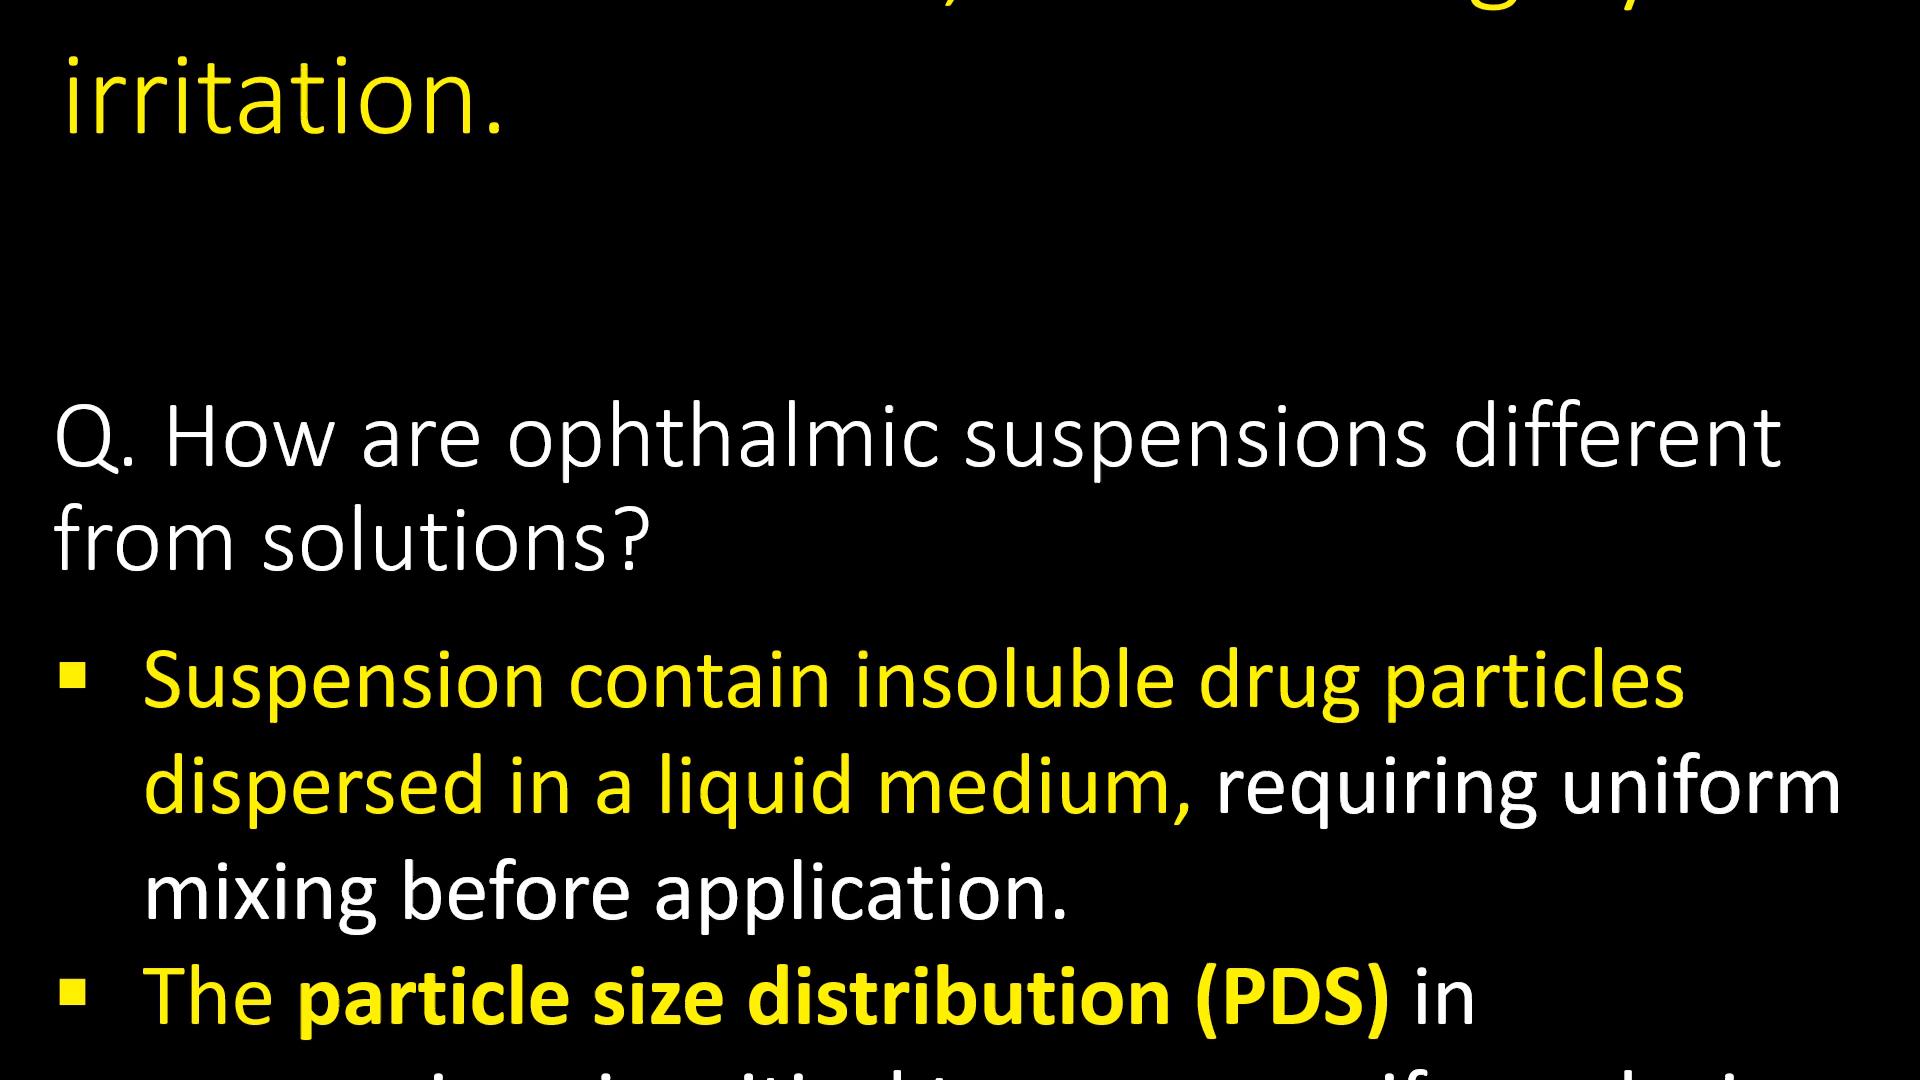 irritation.
Q. How are ophthalmic suspensions different
from solutions?
▪ Suspension contain insoluble drug particles
dispersed in a liquid medium, requiring uniform
mixing before application.
▪ The particle size distribution (PDS) in